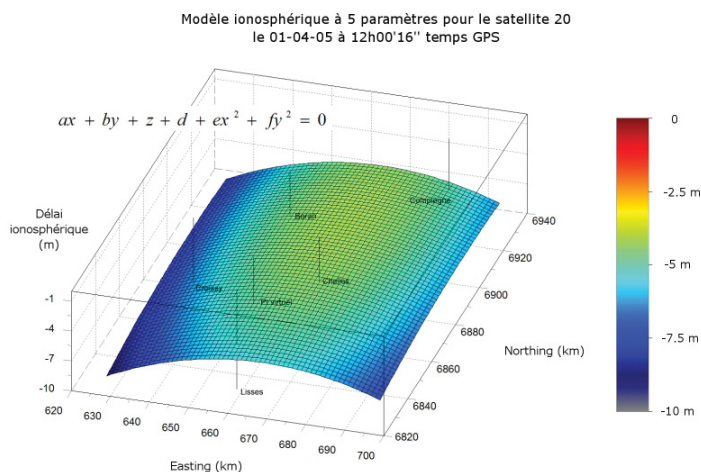 Modèle ionosphérique à 5 paramètres pour le satellite 20
le 01-04-05 à 12h00'16" temps GPS
ax + by + z + d + ex² + fy² = 0
Délai
ionosphérique
(m)
-1
-4
-7
-10
620
630
640
650
660
670
680
690
700
Easting (km)
6820
6840
6860
6880
6900
6920
6940
Northing (km)
Boran
Compiègne
Chelles
Pt virtuel
Lisses
0
-2.5 m
-5 m
-7.5 m
-10 m